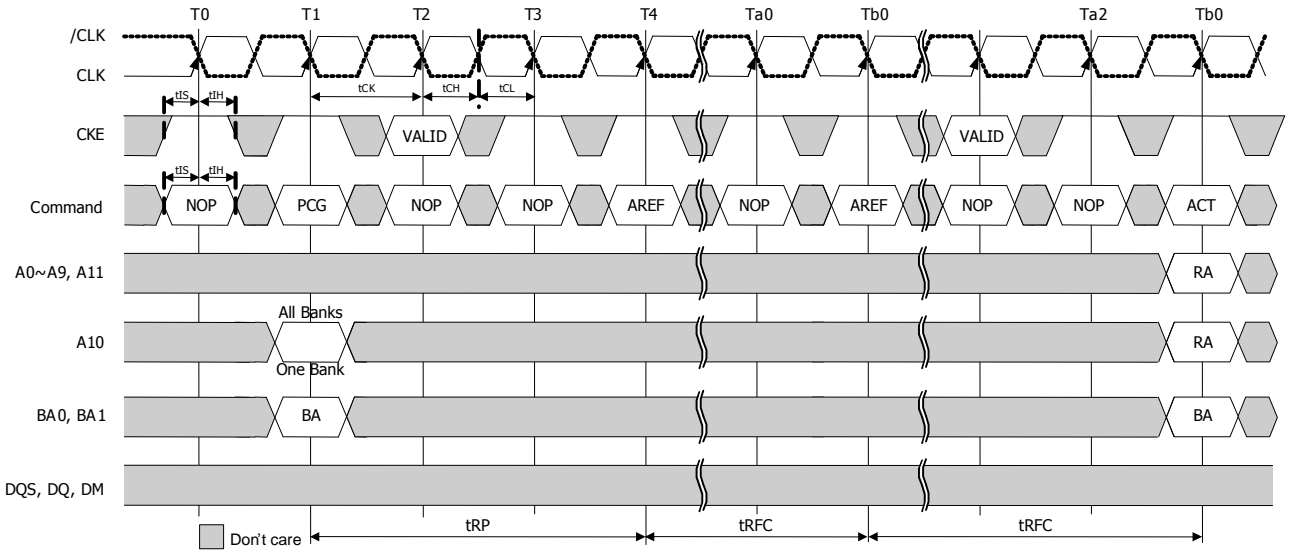 T0 T1 T2 T3 T4 Ta0 Tb0 Ta2 Tb0
/CLK
CLK
tCK tCH tCL
tIS tIH
CKE VALID VALID
tIS tIH
Command NOP PCG NOP NOP AREF NOP AREF NOP NOP ACT
A0~A9, A11 RA
All Banks
A10 RA
One Bank
BA0, BA1 BA BA
DQS, DQ, DM
tRP tRFC tRFC
Don't care